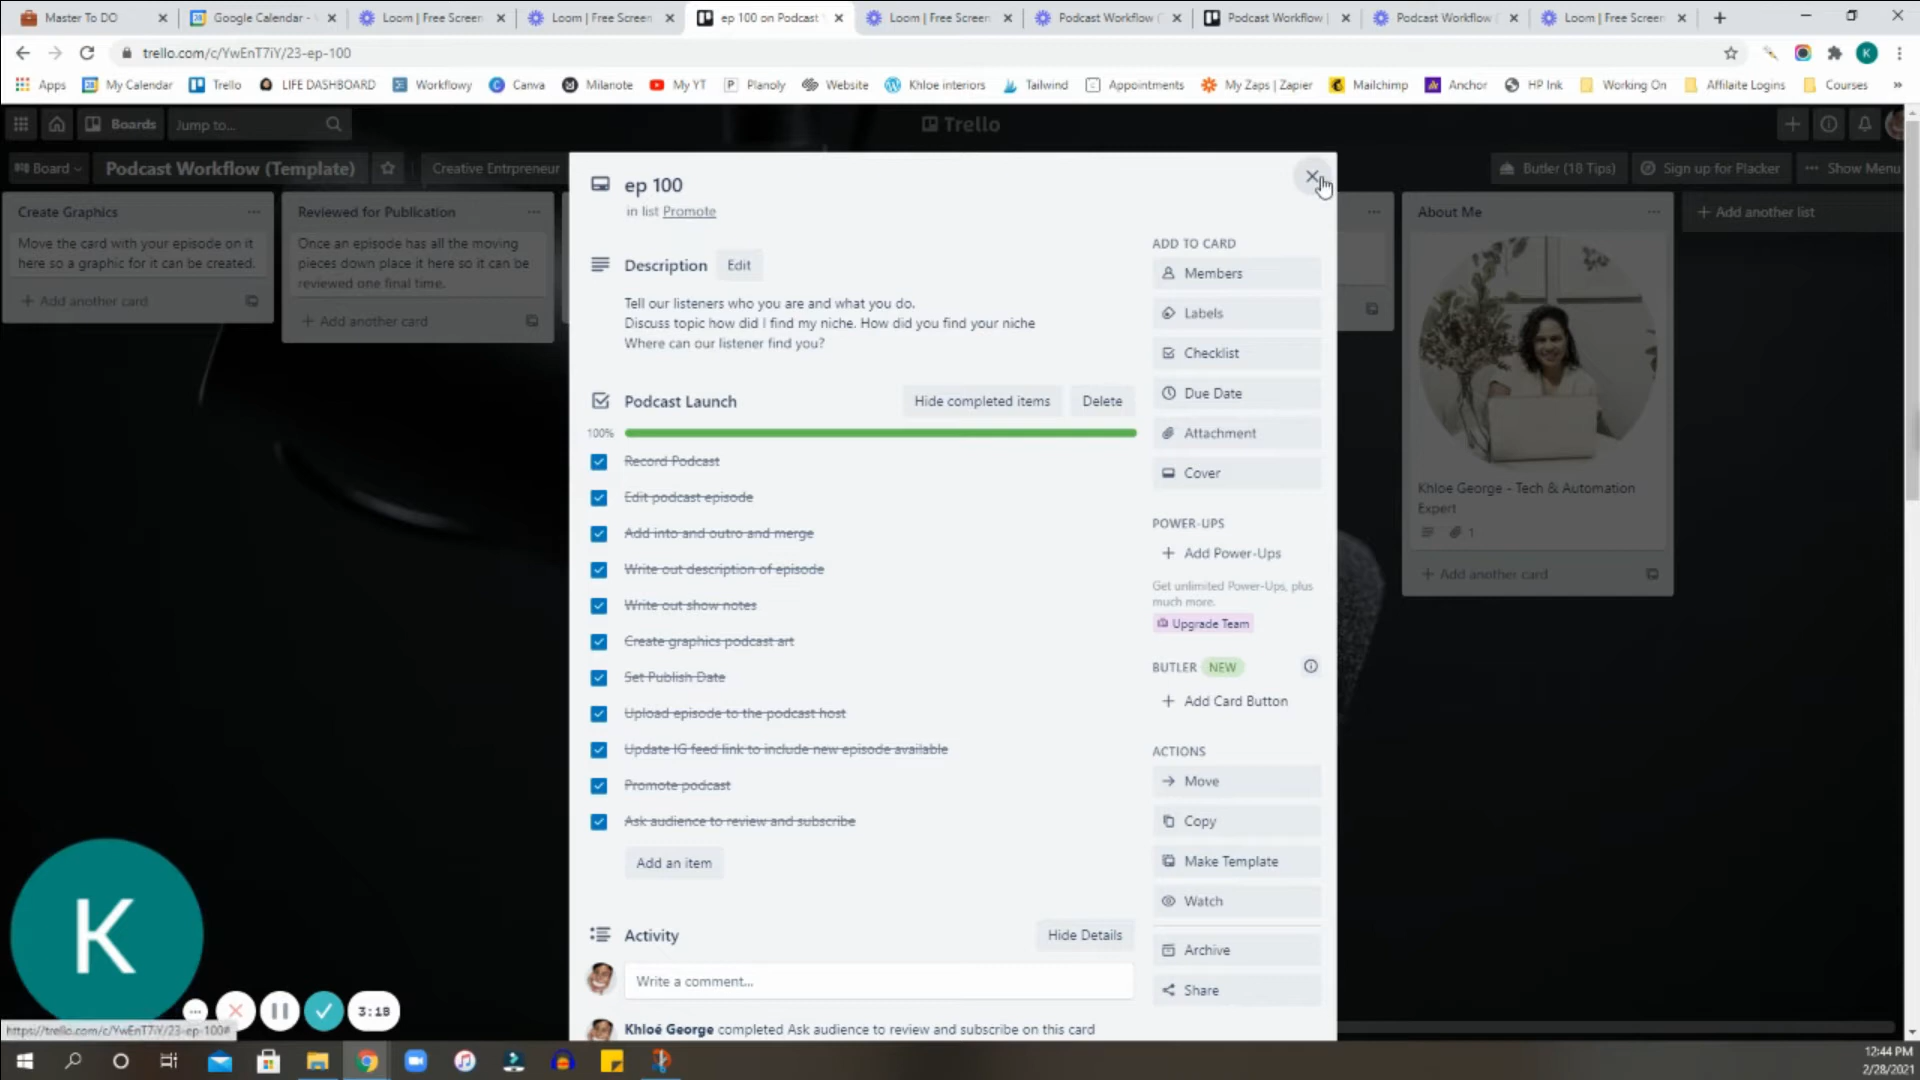 Master To DO
Google Calendar -
Loom | Free Screen
Loom | Free Screen
ep 100 on Podcast
Loom | Free Screen
Podcast Workflow (
Podcast Workflow |
Podcast Workflow
Loom | Free Screen
trello.com/c/YwEnT7iY/23-ep-100
K
Apps
My Calendar
Trello
LIFE DASHBOARD
Workflowy
Canva
Milanote
My YT
Planoly
Website
Khloe interiors
Tailwind
Appointments
My Zaps | Zapier
Mailchimp
Anchor
HP Ink
Working On
Affilaite Logins
Courses
»
Boards
Jump to...
Trello
Board
Podcast Workflow (Template)
Creative Entrpreneur
Butler (18 Tips)
Sign up for Placker
Show Menu
Create Graphics
Move the card with your episode on it
here so a graphic for it can be created.
+ Add another card
Reviewed for Publication
Once an episode has all the moving
pieces down place it here so it can be
reviewed one final time.
+ Add another card
ep 100
in list Promote
Description
Edit
Tell our listeners who you are and what you do.
Discuss topic how did I find my niche. How did you find your niche
Where can our listener find you?
Podcast Launch
Hide completed items
Delete
100%
Record Podcast
Edit podcast episode
Add into and outro and merge
Write out description of episode
Write out show notes
Create graphics podcast art
Set Publish Date
Upload episode to the podcast host
Update IG feed link to include new episode available
Promote podcast
Ask audience to review and subscribe
Add an item
Activity
Hide Details
Write a comment...
Khloé George completed Ask audience to review and subscribe on this card
ADD TO CARD
Members
Labels
Checklist
Due Date
Attachment
Cover
POWER-UPS
+ Add Power-Ups
Get unlimited Power-Ups, plus
much more.
Upgrade Team
BUTLER NEW
+ Add Card Button
ACTIONS
Move
Copy
Make Template
Watch
Archive
Share
About Me
Khloe George - Tech & Automation
Expert
1
+ Add another card
+ Add another list
K
3:18
https://trello.com/c/YwEnT7iY/23-ep-100#
12:44 PM
2/28/2021